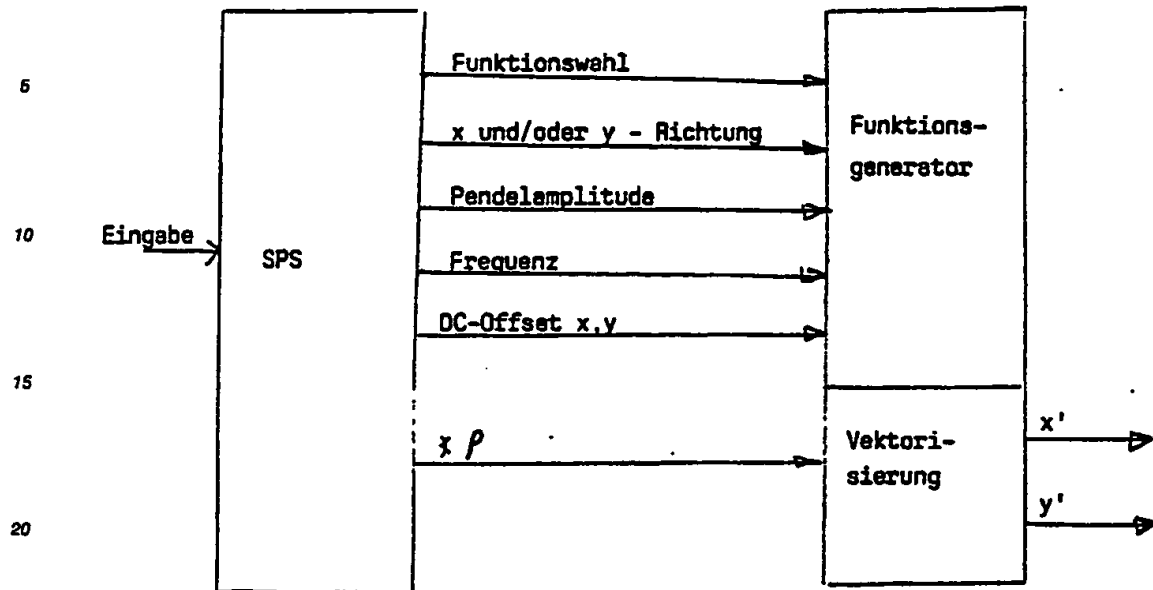 Funktionswahl
5
x und/oder y - Richtung
Funktions-
generator
Pendelamplitude
10
Eingabe
SPS
Frequenz
DC-Offset x,y
15
x'
Vektori-
sierung
y'
20